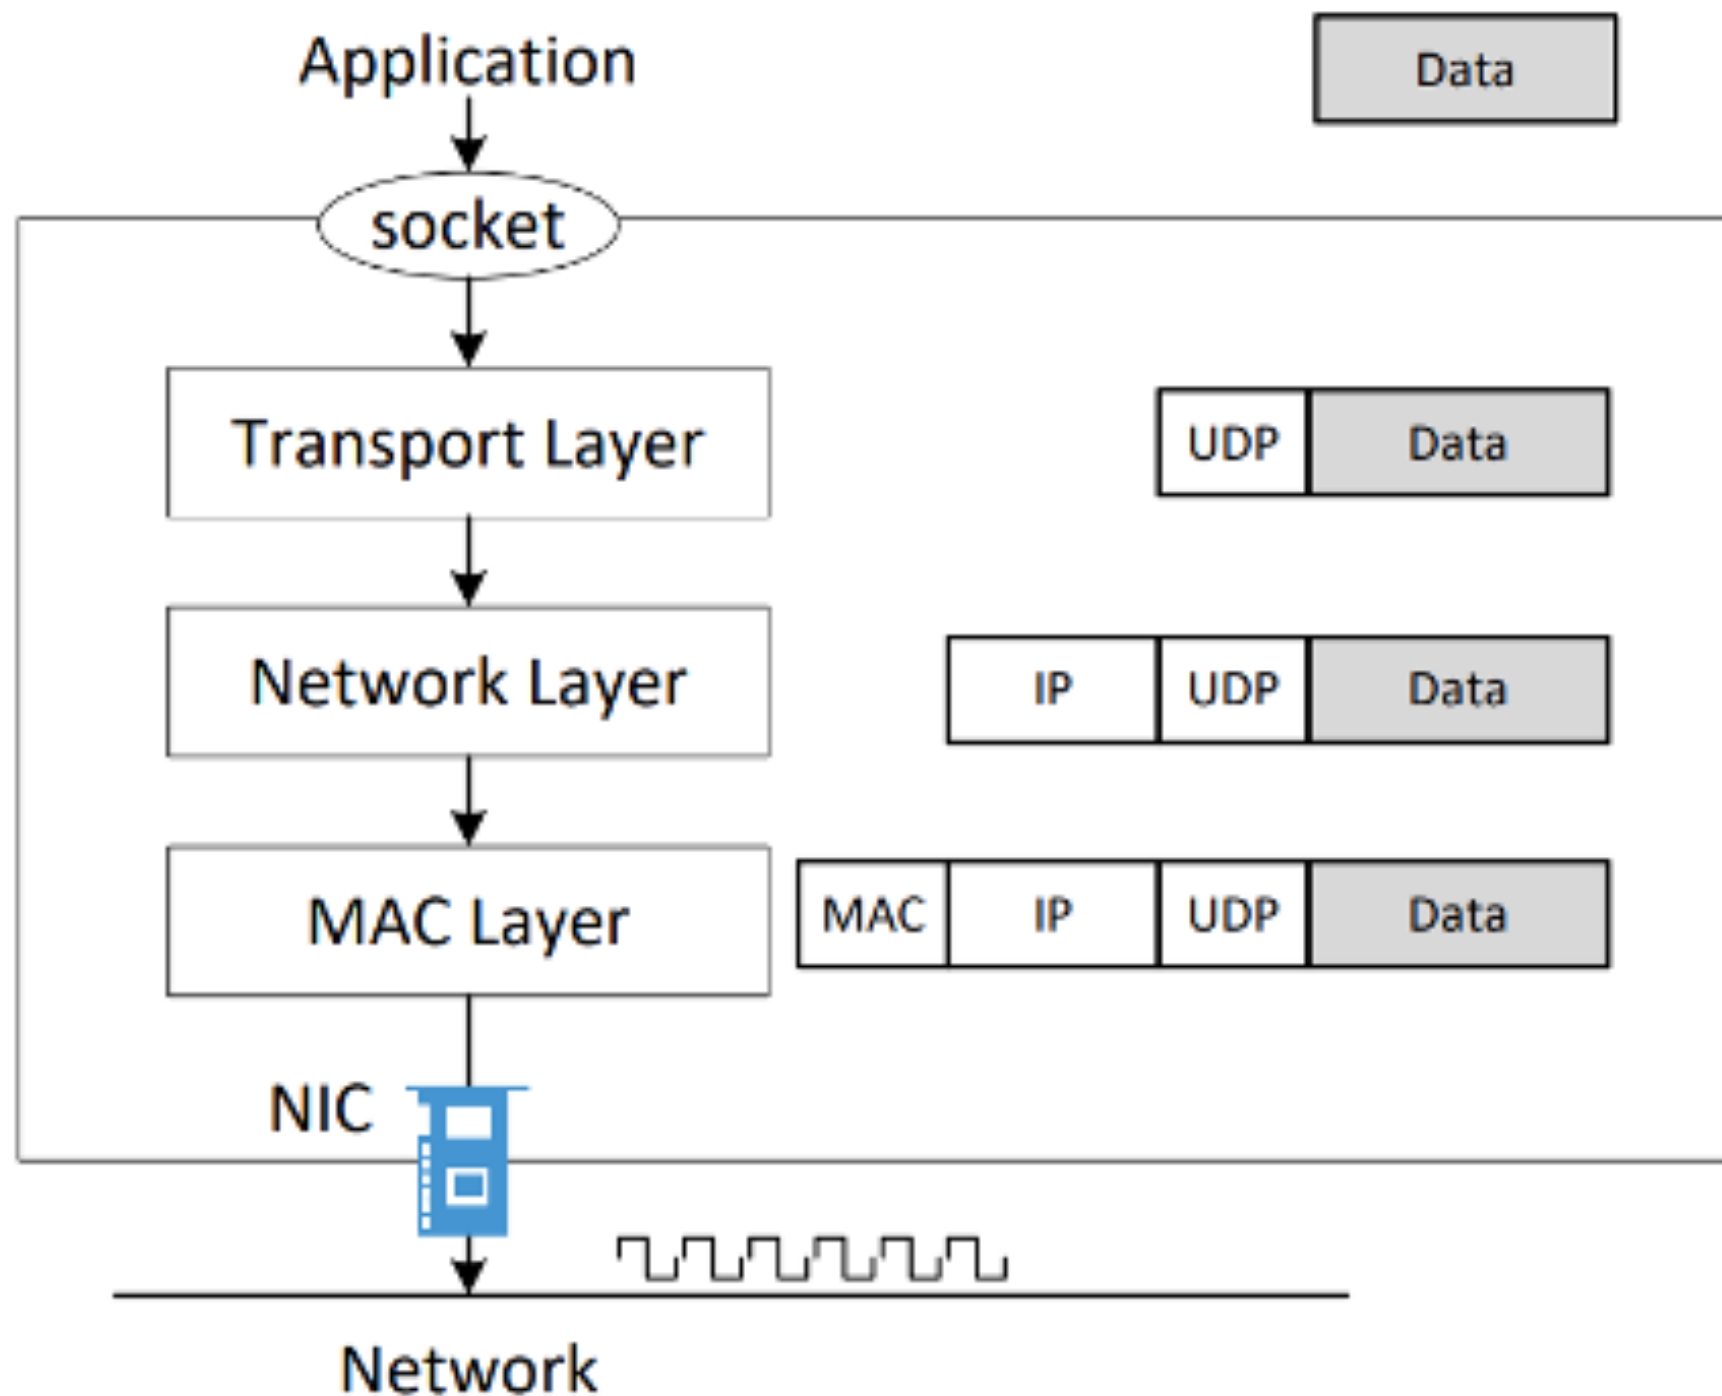 Application
Data
socket
Transport Layer
UDP Data
Network Layer
IP UDP Data
MAC Layer
MAC IP UDP Data
NIC
Network